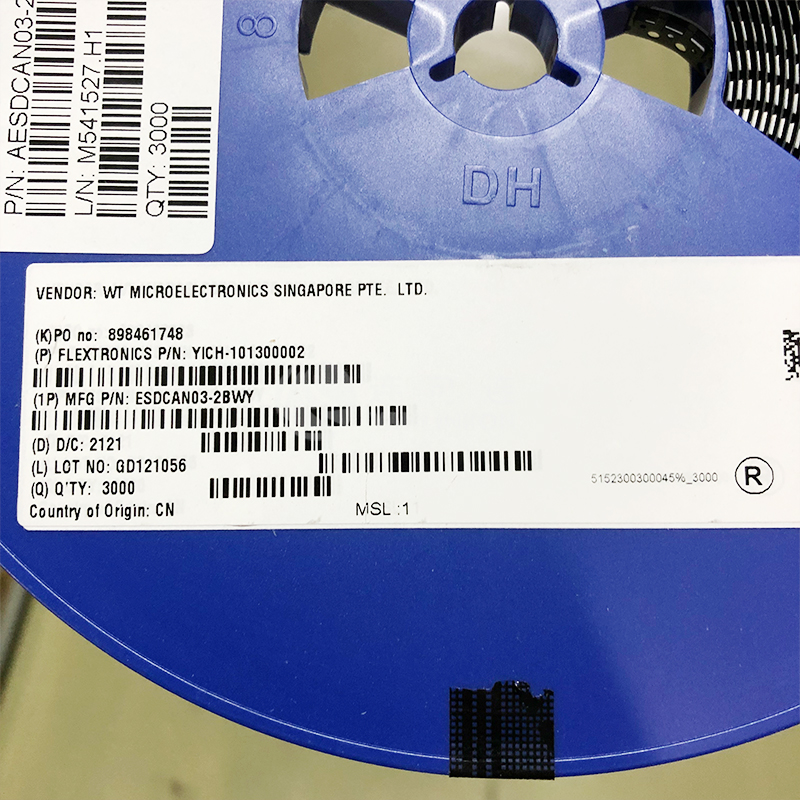 P/N: AESDCAN03-2
L/N: M541527.H1
QTY: 3000
8
DH
VENDOR: WT MICROELECTRONICS SINGAPORE PTE. LTD.
(K)PO no: 898461748
(P) FLEXTRONICS P/N: YICH-101300002
(1P) MFG P/N: ESDCAN03-2BWY
(D) D/C: 2121
(L) LOT NO: GD121056
(Q) Q'TY: 3000
Country of Origin: CN
MSL :1
5152300300045%_3000
R